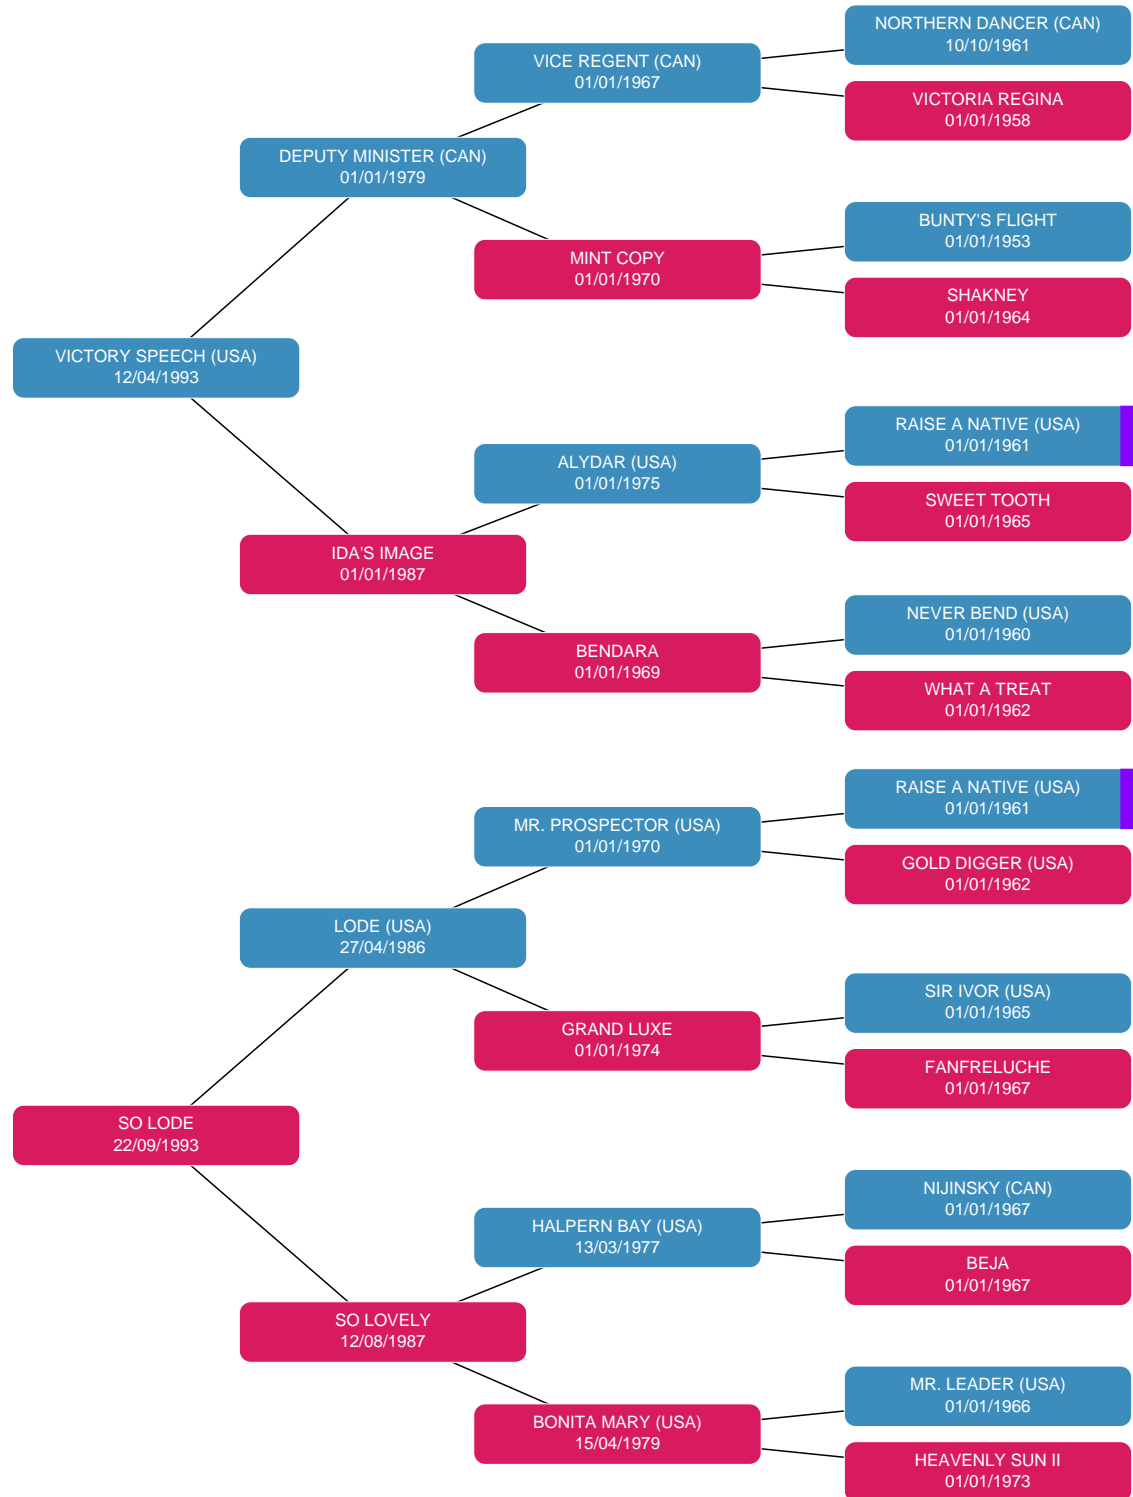 NORTHERN DANCER (CAN)
10/10/1961
VICE REGENT (CAN)
01/01/1967
VICTORIA REGINA
01/01/1958
DEPUTY MINISTER (CAN)
01/01/1979
BUNTY'S FLIGHT
01/01/1953
MINT COPY
01/01/1970
SHAKNEY
01/01/1964
VICTORY SPEECH (USA)
12/04/1993
RAISE A NATIVE (USA)
01/01/1961
ALYDAR (USA)
01/01/1975
SWEET TOOTH
01/01/1965
IDA'S IMAGE
01/01/1987
NEVER BEND (USA)
01/01/1960
BENDARA
01/01/1969
WHAT A TREAT
01/01/1962
RAISE A NATIVE (USA)
01/01/1961
MR. PROSPECTOR (USA)
01/01/1970
GOLD DIGGER (USA)
01/01/1962
LODE (USA)
27/04/1986
SIR IVOR (USA)
01/01/1965
GRAND LUXE
01/01/1974
FANFRELUCHE
01/01/1967
SO LODE
22/09/1993
NIJINSKY (CAN)
01/01/1967
HALPERN BAY (USA)
13/03/1977
BEJA
01/01/1967
SO LOVELY
12/08/1987
MR. LEADER (USA)
01/01/1966
BONITA MARY (USA)
15/04/1979
HEAVENLY SUN II
01/01/1973